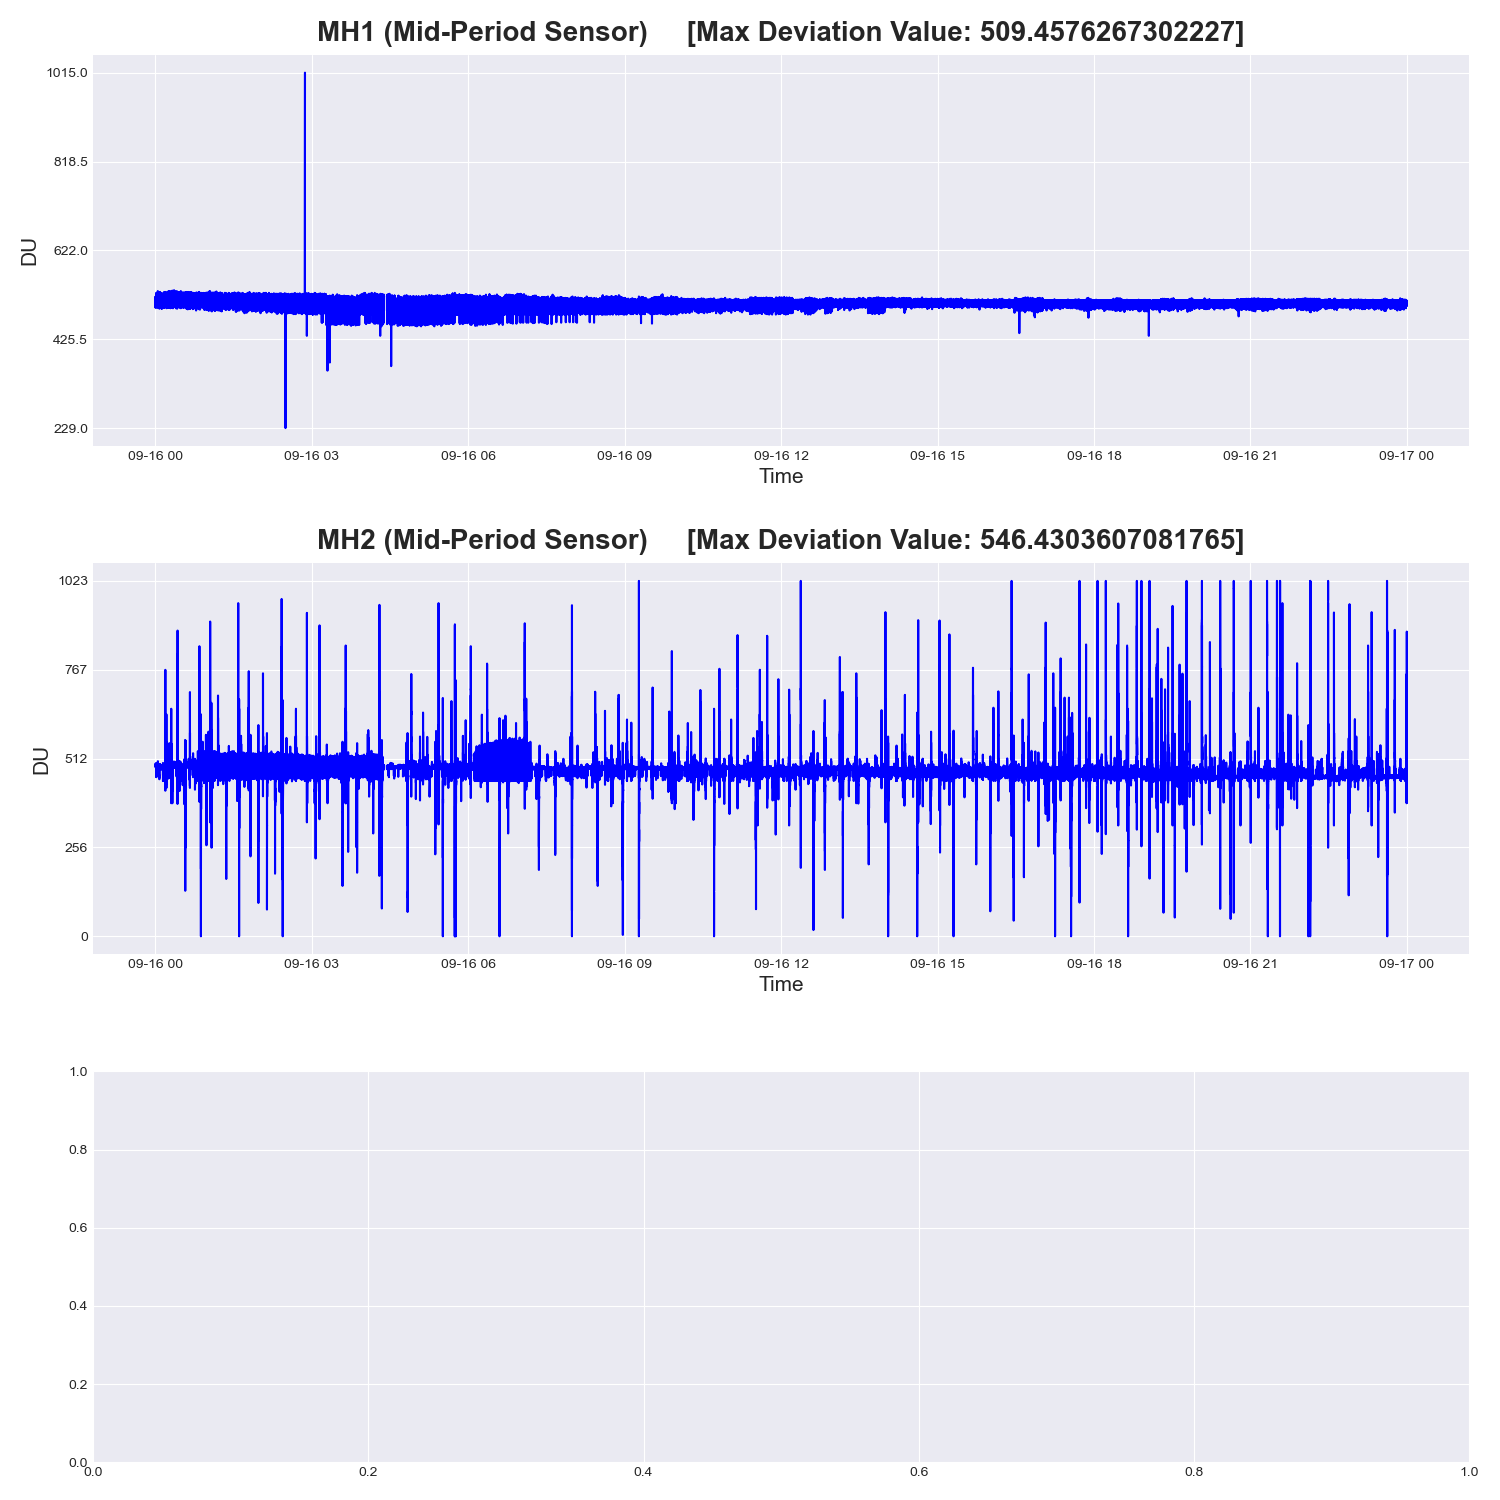 MH1 (Mid-Period Sensor) [Max Deviation Value: 509.4576267302227]
1015.0
818.5
622.0
425.5
229.0
DU
09-16 00 09-16 03 09-16 06 09-16 09 09-16 12 09-16 15 09-16 18 09-16 21 09-17 00
Time
MH2 (Mid-Period Sensor) [Max Deviation Value: 546.4303607081765]
1023
767
512
256
0
DU
09-16 00 09-16 03 09-16 06 09-16 09 09-16 12 09-16 15 09-16 18 09-16 21 09-17 00
Time
1.0
0.8
0.6
0.4
0.2
0.0
0.0 0.2 0.4 0.6 0.8 1.0